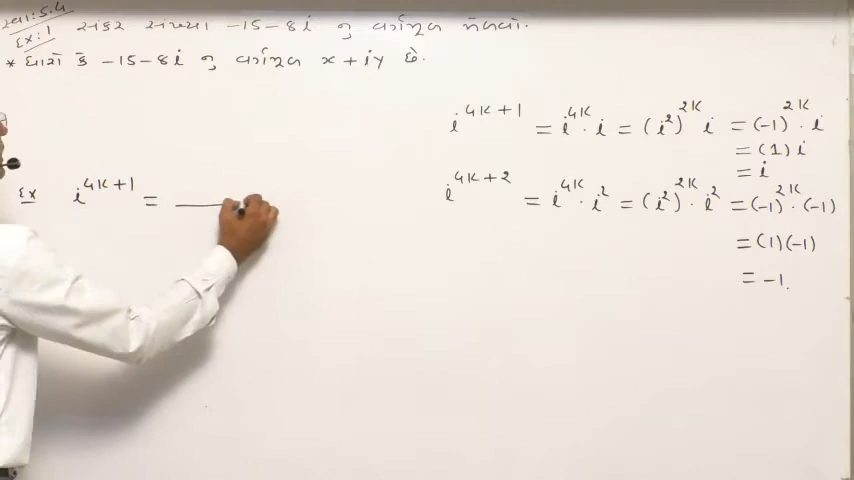 સ્વા:5.4
Ex:1 સંકર સંખ્યા -15-8i નું વર્ગમૂળ મેળવો.
* ધારો કે -15-8i નું વર્ગમૂળ x+iy છે.
i^{4K+1} = i^{4K} · i = (i²)^{2K} i = (-1)^{2K} · i
= (1) i
= i
i^{4K+2} = i^{4K} · i² = (i²)^{2K} · i² = (-1)^{2K} · (-1)
= (1)(-1)
= -1.
Ex i^{4K+1} = ____